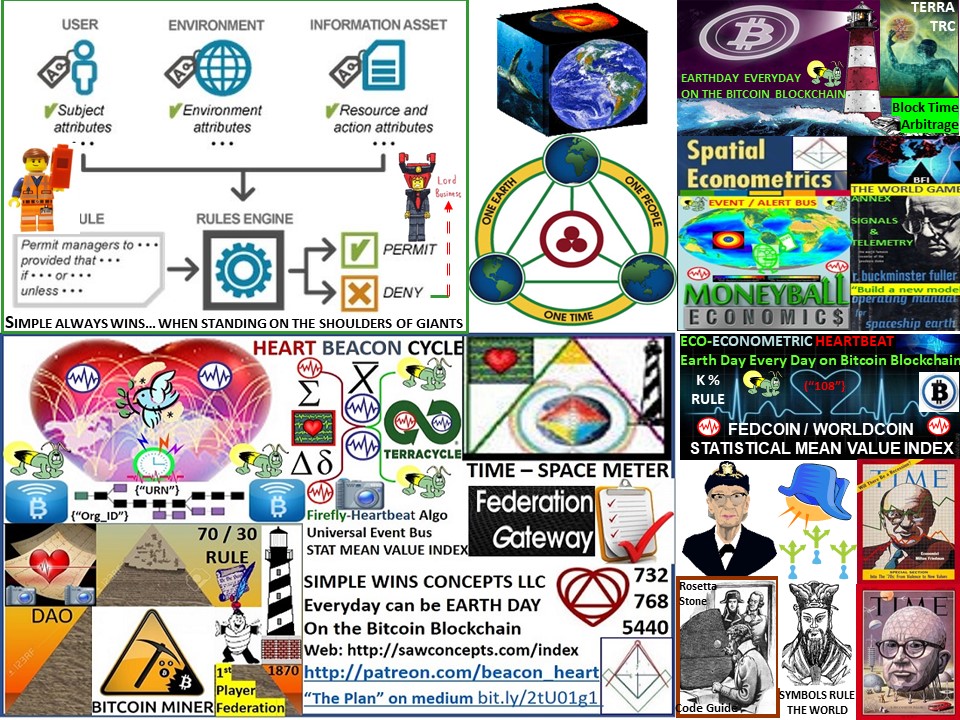 USER
ENVIRONMENT
INFORMATION ASSET
Subject
attributes
Environment
attributes
Resource and
action attributes
Lord
Business
RULES ENGINE
Permit managers to • • •
provided that • • •
if • • • or • • •
unless • • •
PERMIT
DENY
SIMPLE ALWAYS WINS... WHEN STANDING ON THE SHOULDERS OF GIANTS
ONE EARTH
ONE PEOPLE
ONE TIME
TERRA
TRC
EARTHDAY EVERYDAY
ON THE BITCOIN BLOCKCHAIN
Block Time
Arbitrage
Spatial
Econometrics
EVENT / ALERT BUS
MONEYBALL
ECONOMIC$
BFI
THE WORLD GAME
ANNEX
SIGNALS
&
TELEMETRY
r. buckminster fuller
"Build a new model
operating manual
for
spaceship earth
HEART BEACON CYCLE
Σ
X
Δδ
TERRACYCLE
{"URN"}
{"Org_ID"}
Firefly-Heartbeat Algo
Universal Event Bus
STAT MEAN VALUE INDEX
TIME – SPACE METER
Federation
Gateway
ECO-ECONOMETRIC HEARTBEAT
Earth Day Every Day on Bitcoin Blockchain
K %
RULE
("108")
FEDCOIN / WORLDCOIN
STATISTICAL MEAN VALUE INDEX
70 / 30
RULE
DAO
BITCOIN MINER
1st
Player
Federation
1870
SIMPLE WINS CONCEPTS LLC
Everyday can be EARTH DAY
On the Bitcoin Blockchain
Web: http://sawconcepts.com/index
http://patreon.com/beacon_heart
"The Plan" on medium bit.ly/2tU01g1
732
768
5440
Rosetta
Stone
Code Guide
SYMBOLS RULE
THE WORLD
TIME
TIME